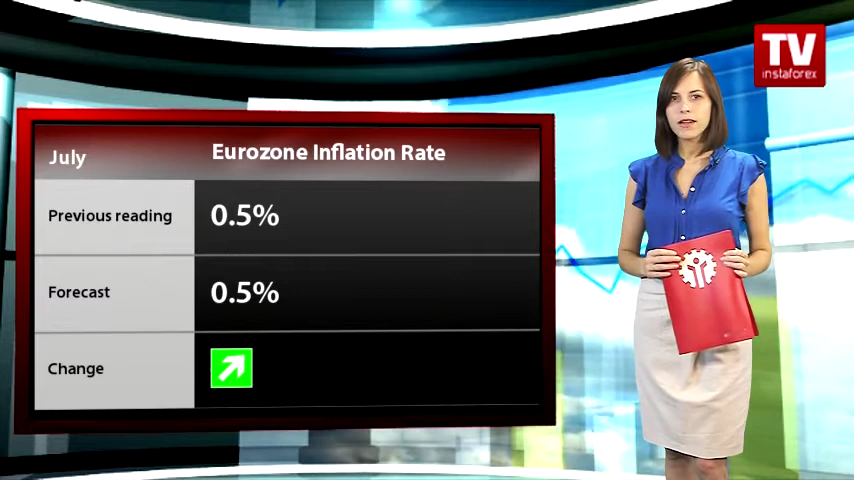 TV
instaforex
July
Eurozone Inflation Rate
Previous reading
0.5%
Forecast
0.5%
Change